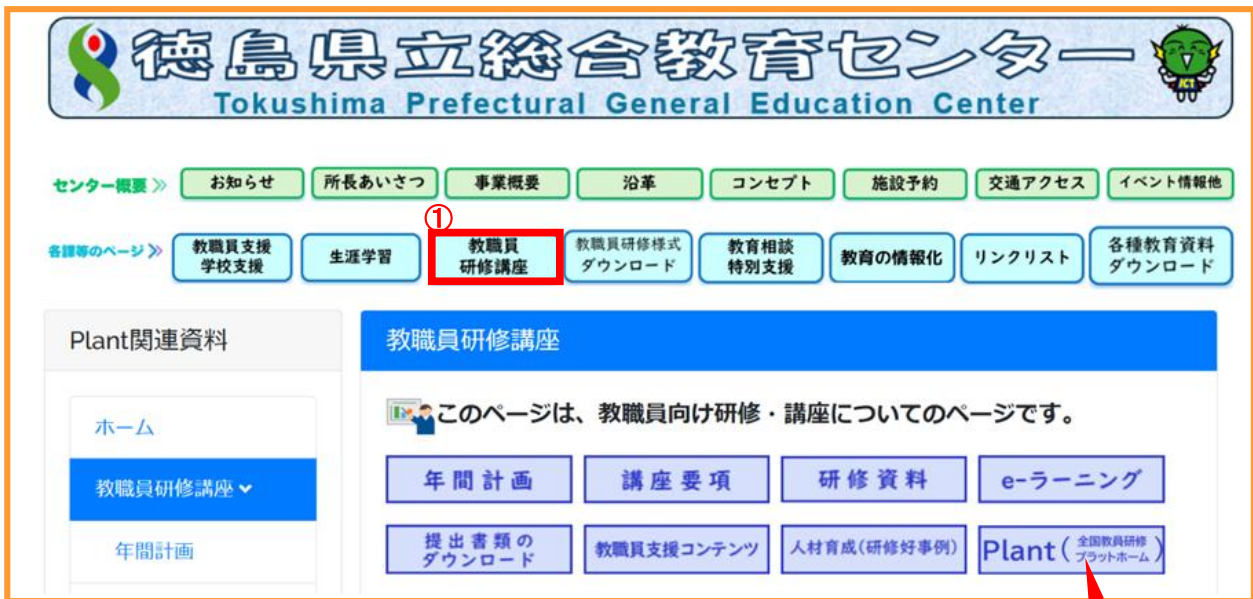 徳島県立総合教育センター
Tokushima Prefectural General Education Center
ICT
センター概要 》 お知らせ 所長あいさつ 事業概要 沿革 コンセプト 施設予約 交通アクセス イベント情報他
①
各課等のページ 》 教職員支援 学校支援 生涯学習 教職員 研修講座 教職員研修様式 ダウンロード 教育相談 特別支援 教育の情報化 リンクリスト 各種教育資料 ダウンロード
Plant関連資料
教職員研修講座
このページは、教職員向け研修・講座についてのページです。
ホーム
年間計画 講座要項 研修資料 e-ラーニング
教職員研修講座
提出書類の ダウンロード 教職員支援コンテンツ 人材育成(研修好事例) Plant ( 全国教員研修 プラットホーム )
年間計画